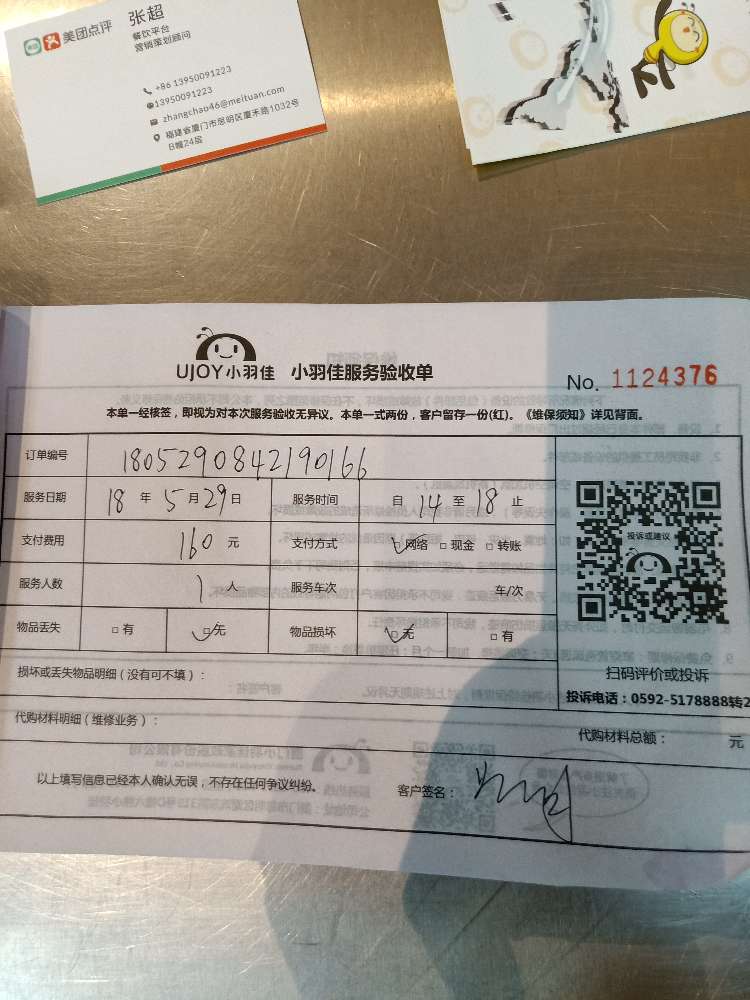 美团点评 张超
餐饮平台
营销策划顾问
+86 13950091223
13950091223
zhangchao46@meituan.com
福建省厦门市思明区厦禾路1032号
B幢24层
UJOY小羽佳 小羽佳服务验收单
No. 1124376
本单一经核签，即视为对本次服务验收无异议。本单一式两份，客户留存一份(红)。《维保须知》详见背面。
订单编号 1805290842190166
服务日期 18 年 5 月 29 日 服务时间 自 14 至 18 止
支付费用 160 元 支付方式 网络 现金 转账
服务人数 1 人 服务车次 车/次
物品丢失 有 无 物品损坏 无 有
投诉或建议
扫码评价或投诉
投诉电话：0592-5178888转2
损坏或丢失物品明细（没有可不填）：
代购材料明细（维修业务）：
代购材料总额： 元
以上填写信息已经本人确认无误，不存在任何争议纠纷。 客户签名：